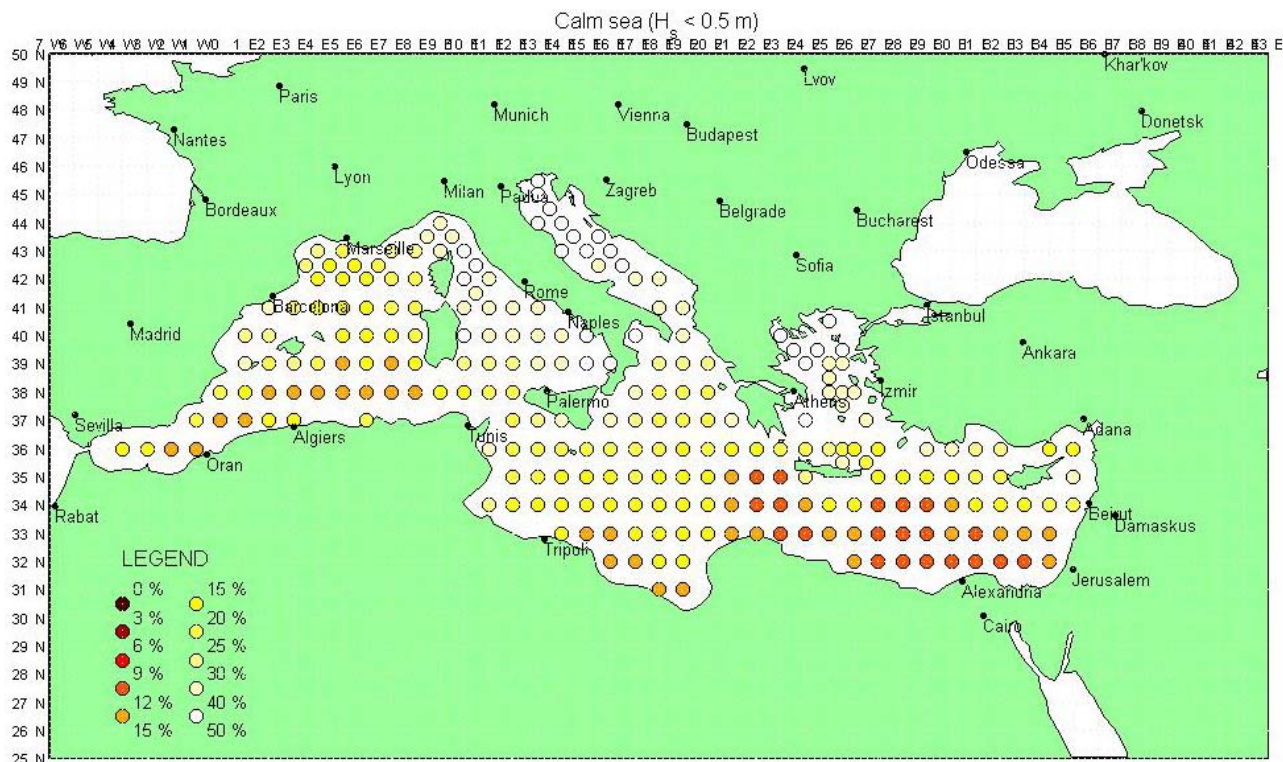 Calm sea (Hs < 0.5 m)
50 N
Khar'kov
49 N
Lvov
Paris
48 N
Munich
Vienna
Donetsk
47 N
Nantes
Budapest
46 N
Odessa
Lyon
45 N
Milan
Padua
Zagreb
Bordeaux
Belgrade
Bucharest
44 N
Marseille
43 N
Sofia
42 N
Rome
41 N
Barcelona
Istanbul
Naples
40 N
Madrid
Ankara
39 N
38 N
Palermo
Athens
Izmir
37 N
Sevilla
Algiers
Tunis
Adana
36 N
Oran
35 N
34 N
Rabat
Beirut
Damaskus
33 N
Tripoli
32 N
LEGEND
Jerusalem
31 N
Alexandria
0 % 15 %
30 N
Cairo
3 % 20 %
29 N
6 % 25 %
28 N
9 % 30 %
27 N
12 % 40 %
26 N
15 % 50 %
25 N